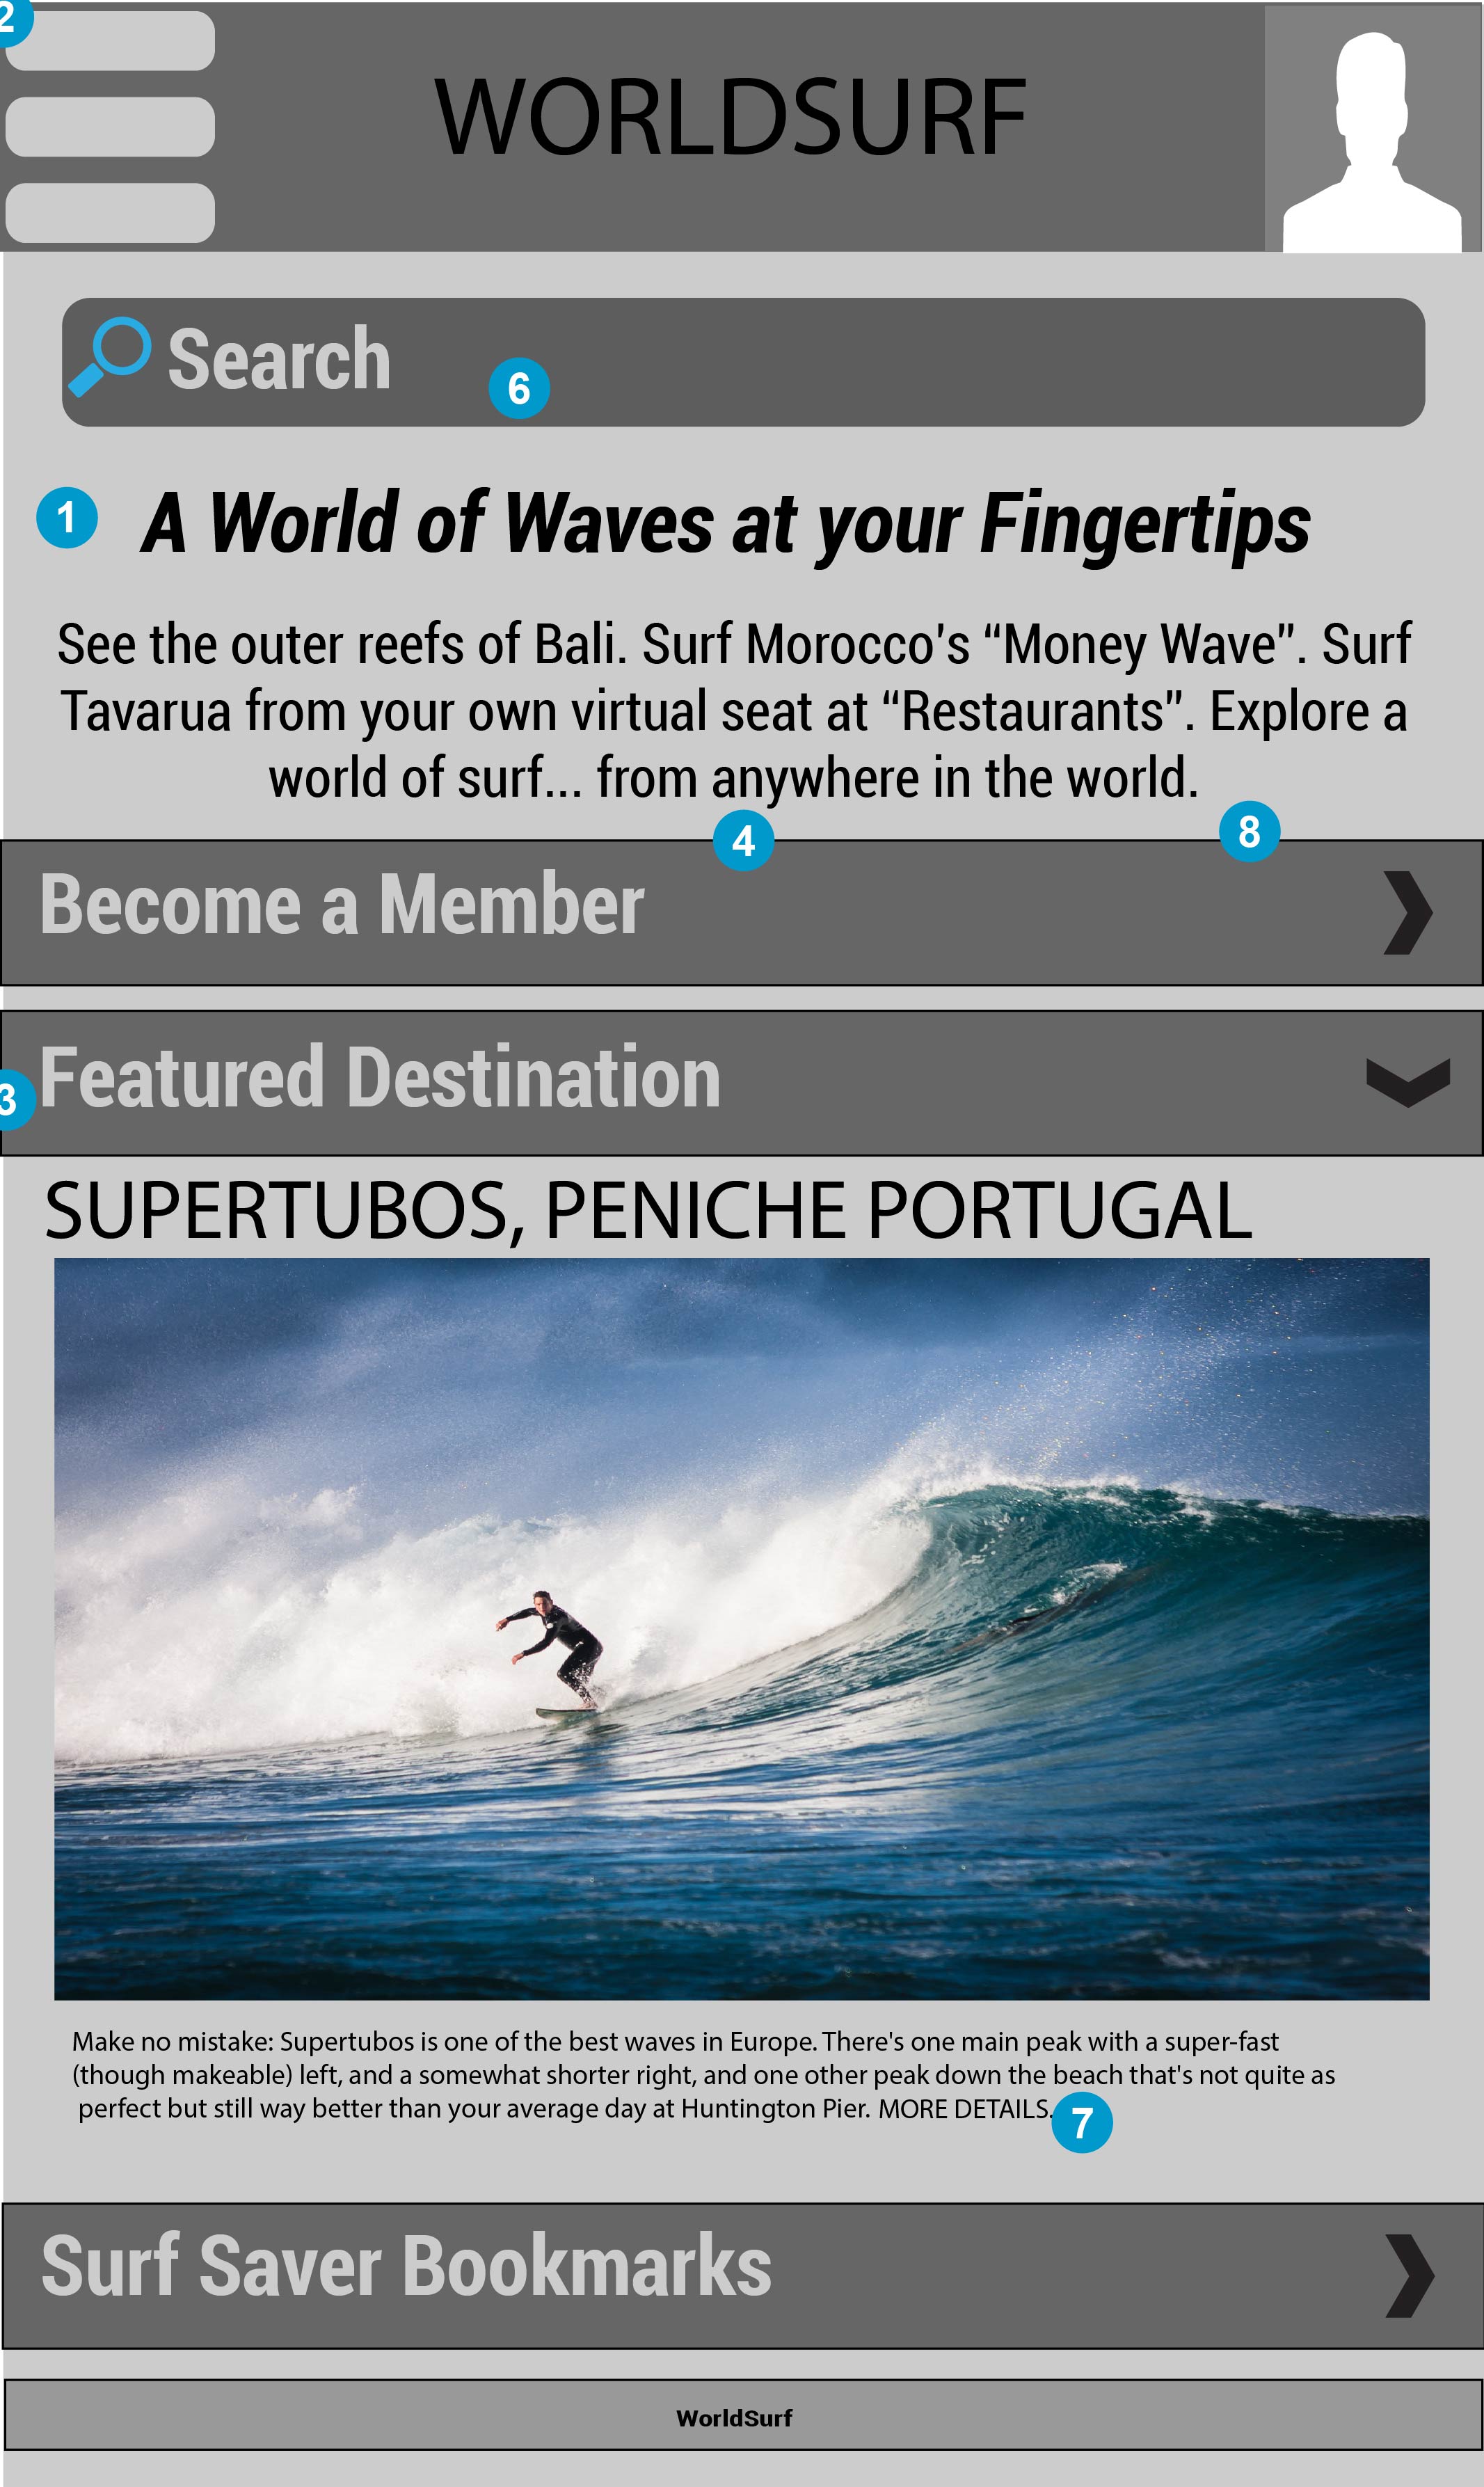 2
WORLDSURF
Search
6
1
A World of Waves at your Fingertips
See the outer reefs of Bali. Surf Morocco's “Money Wave”. Surf
Tavarua from your own virtual seat at “Restaurants”. Explore a
world of surf... from anywhere in the world.
4
8
Become a Member
3
Featured Destination
SUPERTUBOS, PENICHE PORTUGAL
Make no mistake: Supertubos is one of the best waves in Europe. There's one main peak with a super-fast
(though makeable) left, and a somewhat shorter right, and one other peak down the beach that's not quite as
perfect but still way better than your average day at Huntington Pier. MORE DETAILS.
7
Surf Saver Bookmarks
WorldSurf